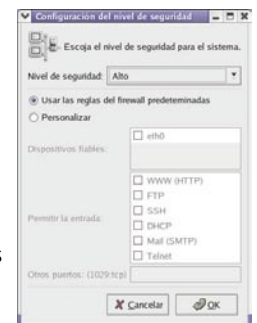 Configuración del nivel de seguridad
Escoja el nivel de seguridad para el sistema.
Nivel de seguridad: Alto
Usar las reglas del firewall predeteminadas
Personalizar
Dispositivos fiables:
eth0
Permitir la entrada:
WWW (HTTP)
FTP
SSH
DHCP
Mail (SMTP)
Telnet
s
Otros puertos: (1029:tcp)
Cancelar
OK